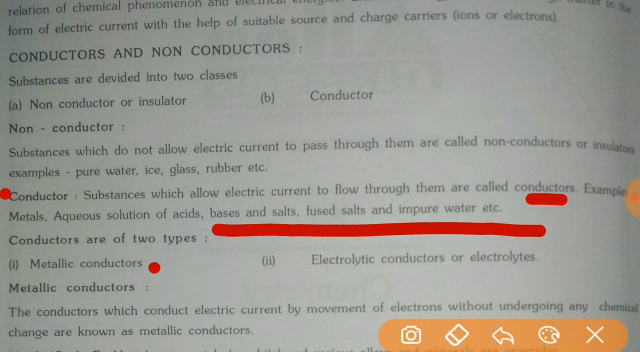 relation of chemical phenomenon and electrical
form of electric current with the help of suitable source and charge carriers (ions or electrons).
CONDUCTORS AND NON CONDUCTORS :
Substances are devided into two classes
(a) Non conductor or insulator (b) Conductor
Non - conductor :
Substances which do not allow electric current to pass through them are called non-conductors or insulators
examples - pure water, ice, glass, rubber etc.
Conductor : Substances which allow electric current to flow through them are called conductors. Examples
Metals, Aqueous solution of acids, bases and salts, fused salts and impure water etc.
Conductors are of two types :
(i) Metallic conductors (ii) Electrolytic conductors or electrolytes.
Metallic conductors :
The conductors which conduct electric current by movement of electrons without undergoing any chemical
change are known as metallic conductors.